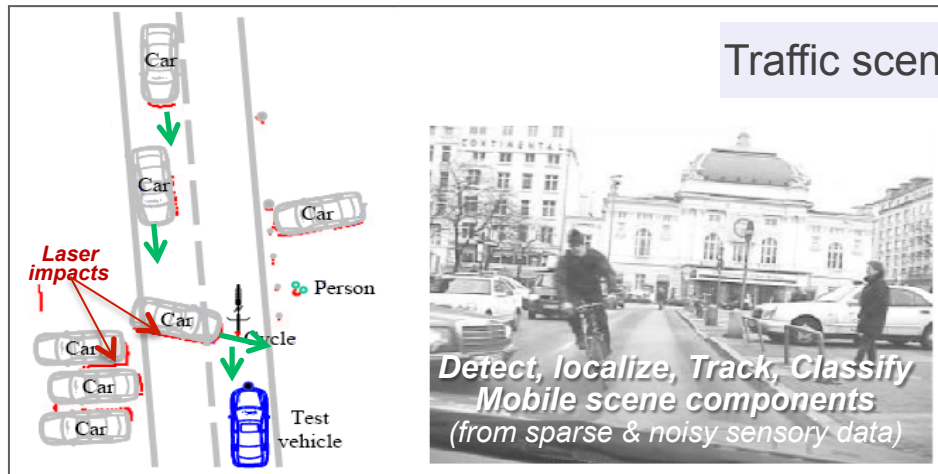 Traffic scen
Car
Car
Car
Laser
impacts
Person
Car
Car
Car
Car
Test
vehicle
CONTINENTAL
Detect, localize, Track, Classify
Mobile scene components
(from sparse & noisy sensory data)